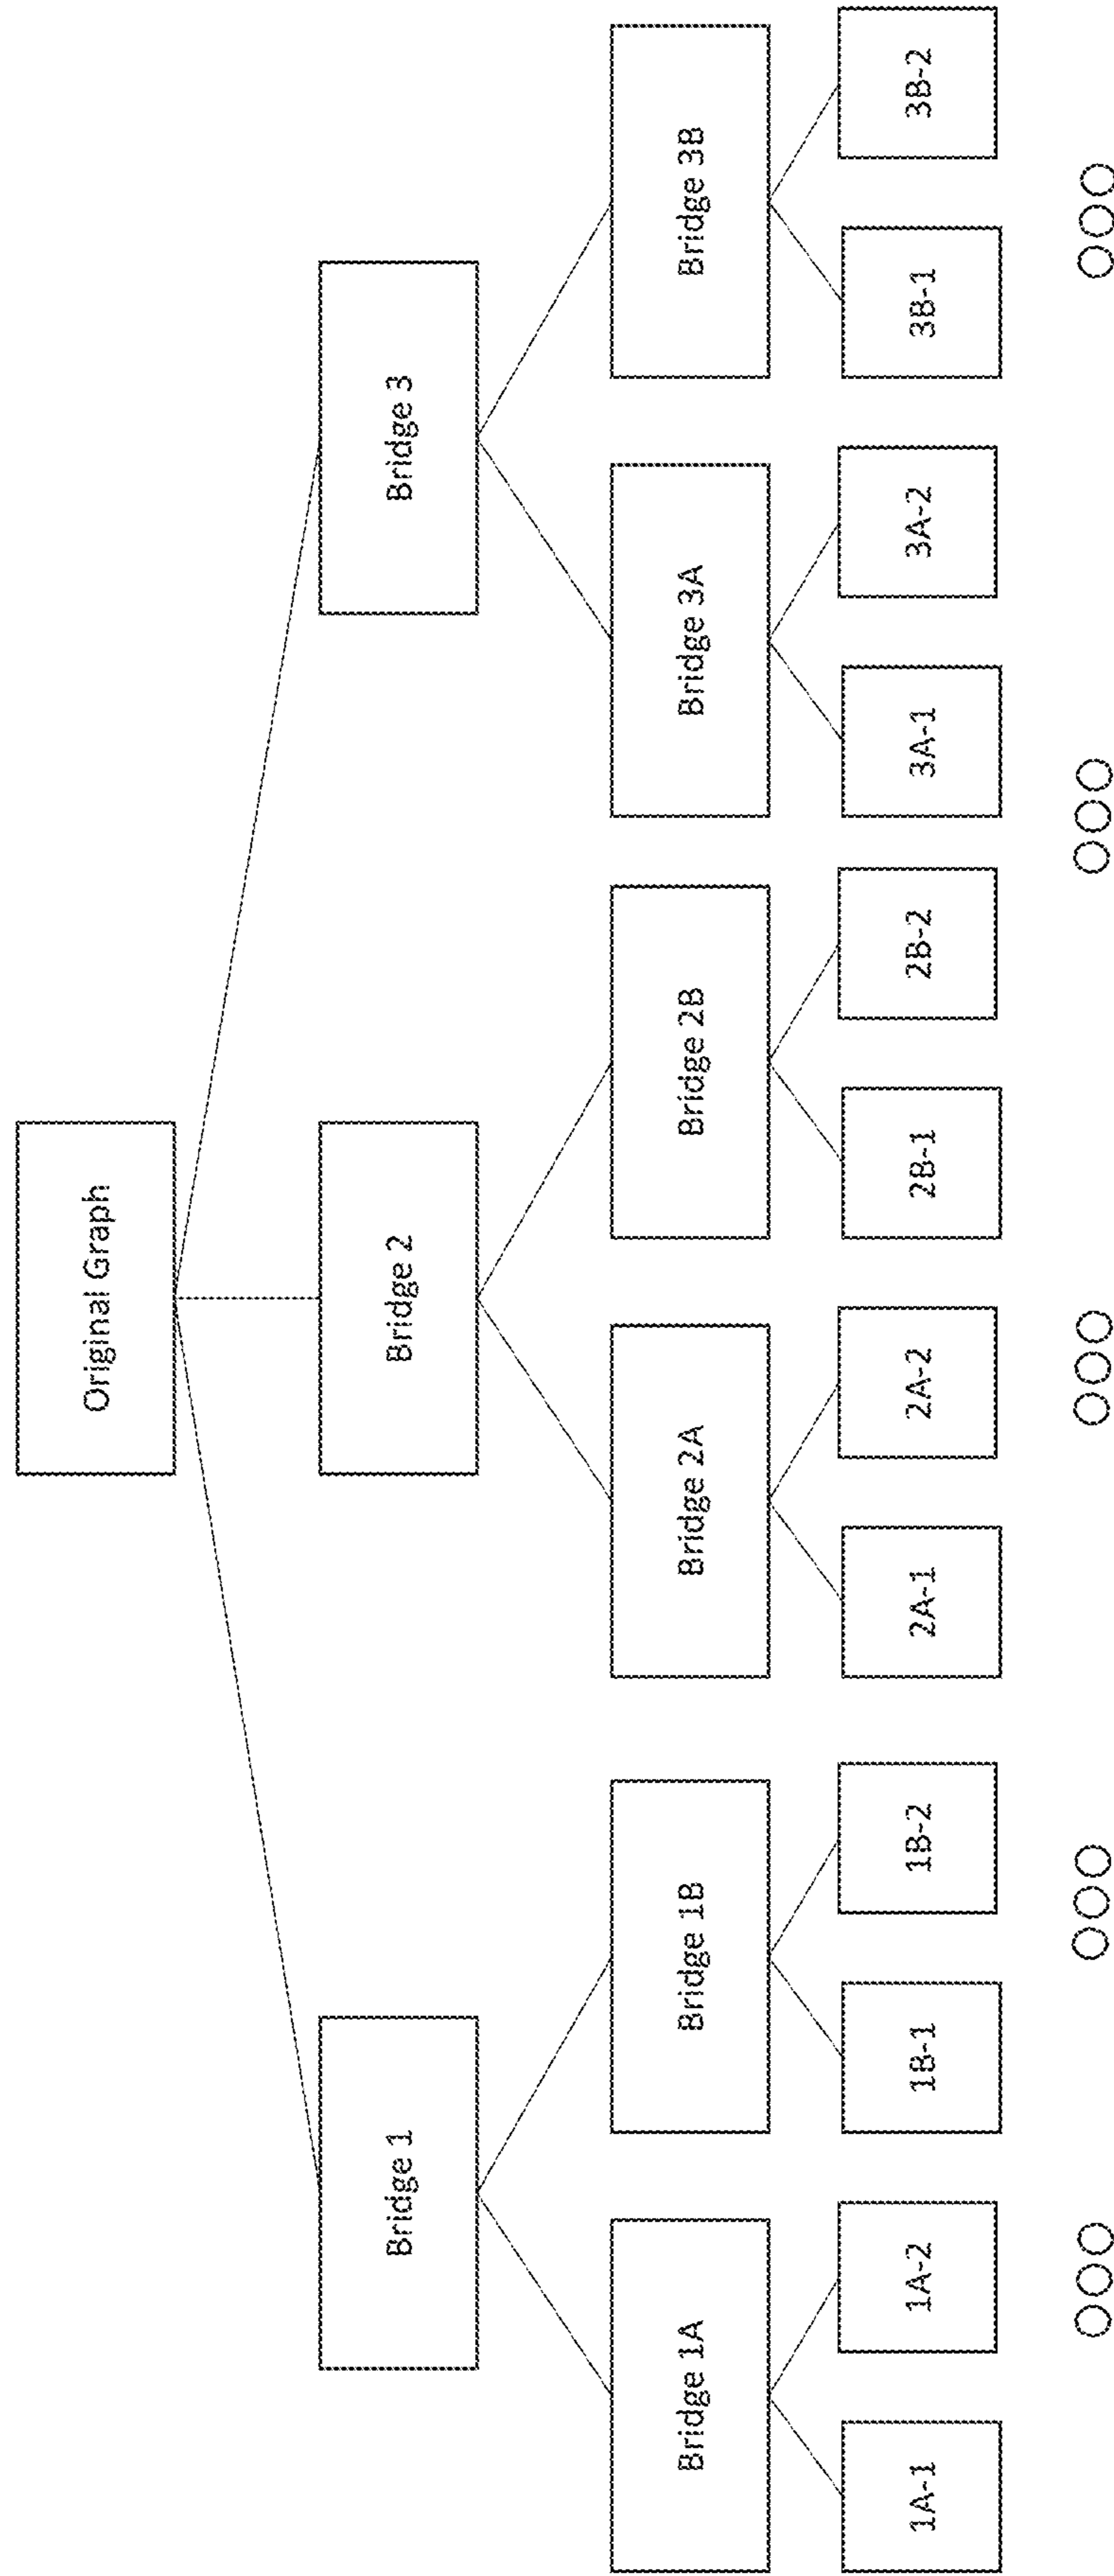 Original Graph
Bridge 1
Bridge 2
Bridge 3
Bridge 1A
Bridge 1B
Bridge 2A
Bridge 2B
Bridge 3A
Bridge 3B
1A-1
1A-2
1B-1
1B-2
2A-1
2A-2
2B-1
2B-2
3A-1
3A-2
3B-1
3B-2